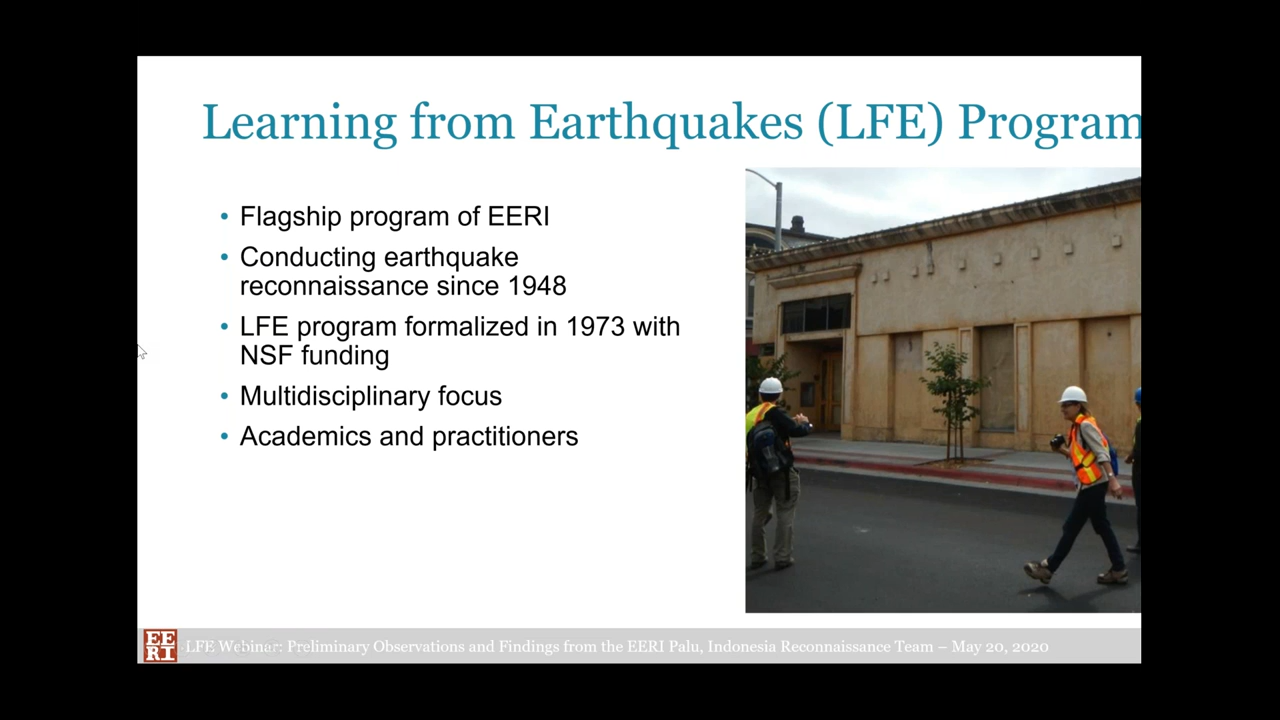 Learning from Earthquakes (LFE) Program
• Flagship program of EERI
• Conducting earthquake
reconnaissance since 1948
• LFE program formalized in 1973 with
NSF funding
• Multidisciplinary focus
• Academics and practitioners
EE
RI
LFE Webinar: Preliminary Observations and Findings from the EERI Palu, Indonesia Reconnaissance Team – May 20, 2020